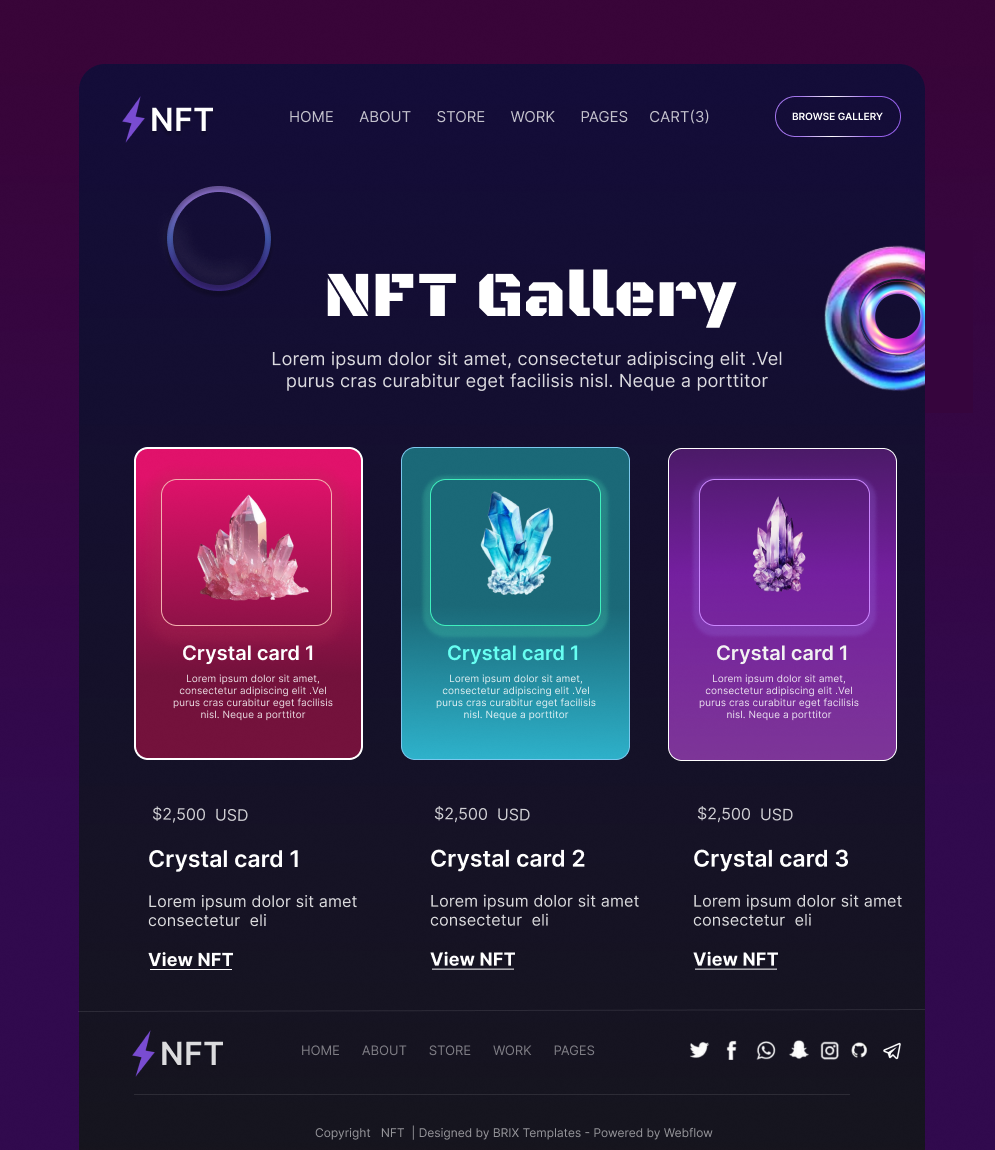 NFT
HOME ABOUT STORE WORK PAGES CART(3)
BROWSE GALLERY
NFT Gallery
Lorem ipsum dolor sit amet, consectetur adipiscing elit .Vel
purus cras curabitur eget facilisis nisl. Neque a porttitor
Crystal card 1
Lorem ipsum dolor sit amet,
consectetur adipiscing elit .Vel
purus cras curabitur eget facilisis
nisl. Neque a porttitor
Crystal card 1
Lorem ipsum dolor sit amet,
consectetur adipiscing elit .Vel
purus cras curabitur eget facilisis
nisl. Neque a porttitor
Crystal card 1
Lorem ipsum dolor sit amet,
consectetur adipiscing elit .Vel
purus cras curabitur eget facilisis
nisl. Neque a porttitor
$2,500 USD
Crystal card 1
Lorem ipsum dolor sit amet
consectetur eli
View NFT
$2,500 USD
Crystal card 2
Lorem ipsum dolor sit amet
consectetur eli
View NFT
$2,500 USD
Crystal card 3
Lorem ipsum dolor sit amet
consectetur eli
View NFT
NFT
HOME ABOUT STORE WORK PAGES
Copyright NFT | Designed by BRIX Templates - Powered by Webflow